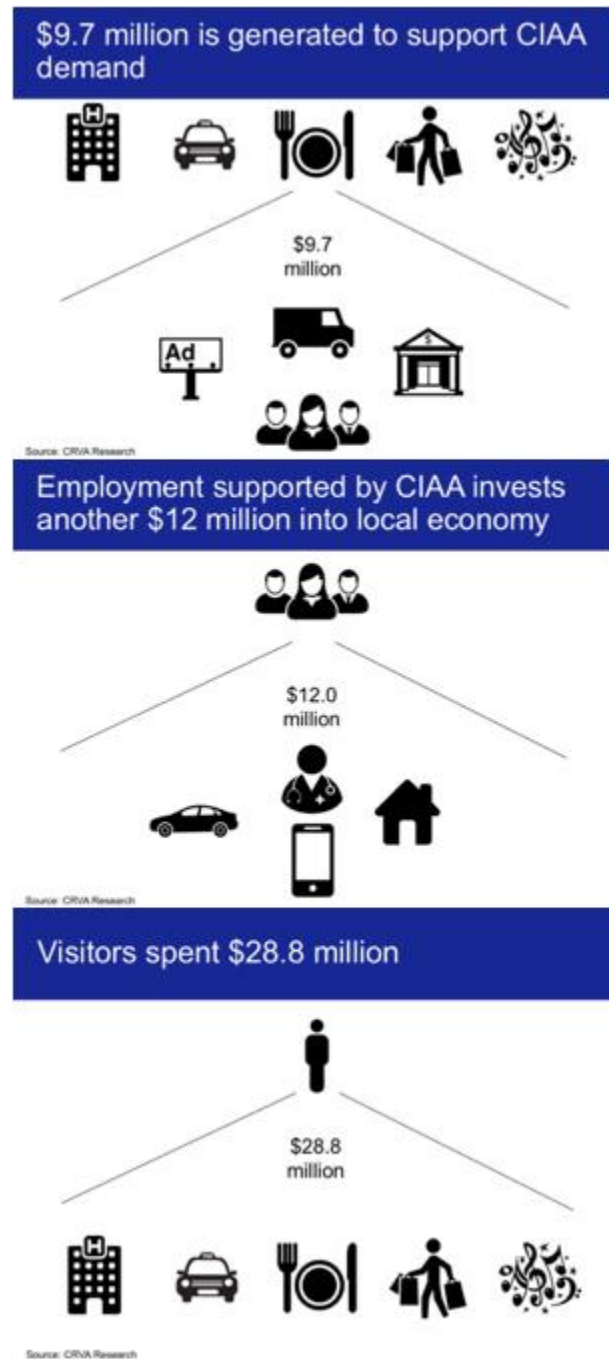 $9.7 million is generated to support CIAA
demand
H
$9.7
million
Ad
$
Source: CRVA Research
Employment supported by CIAA invests
another $12 million into local economy
$12.0
million
Source: CRVA Research
Visitors spent $28.8 million
$28.8
million
H
Source: CRVA Research